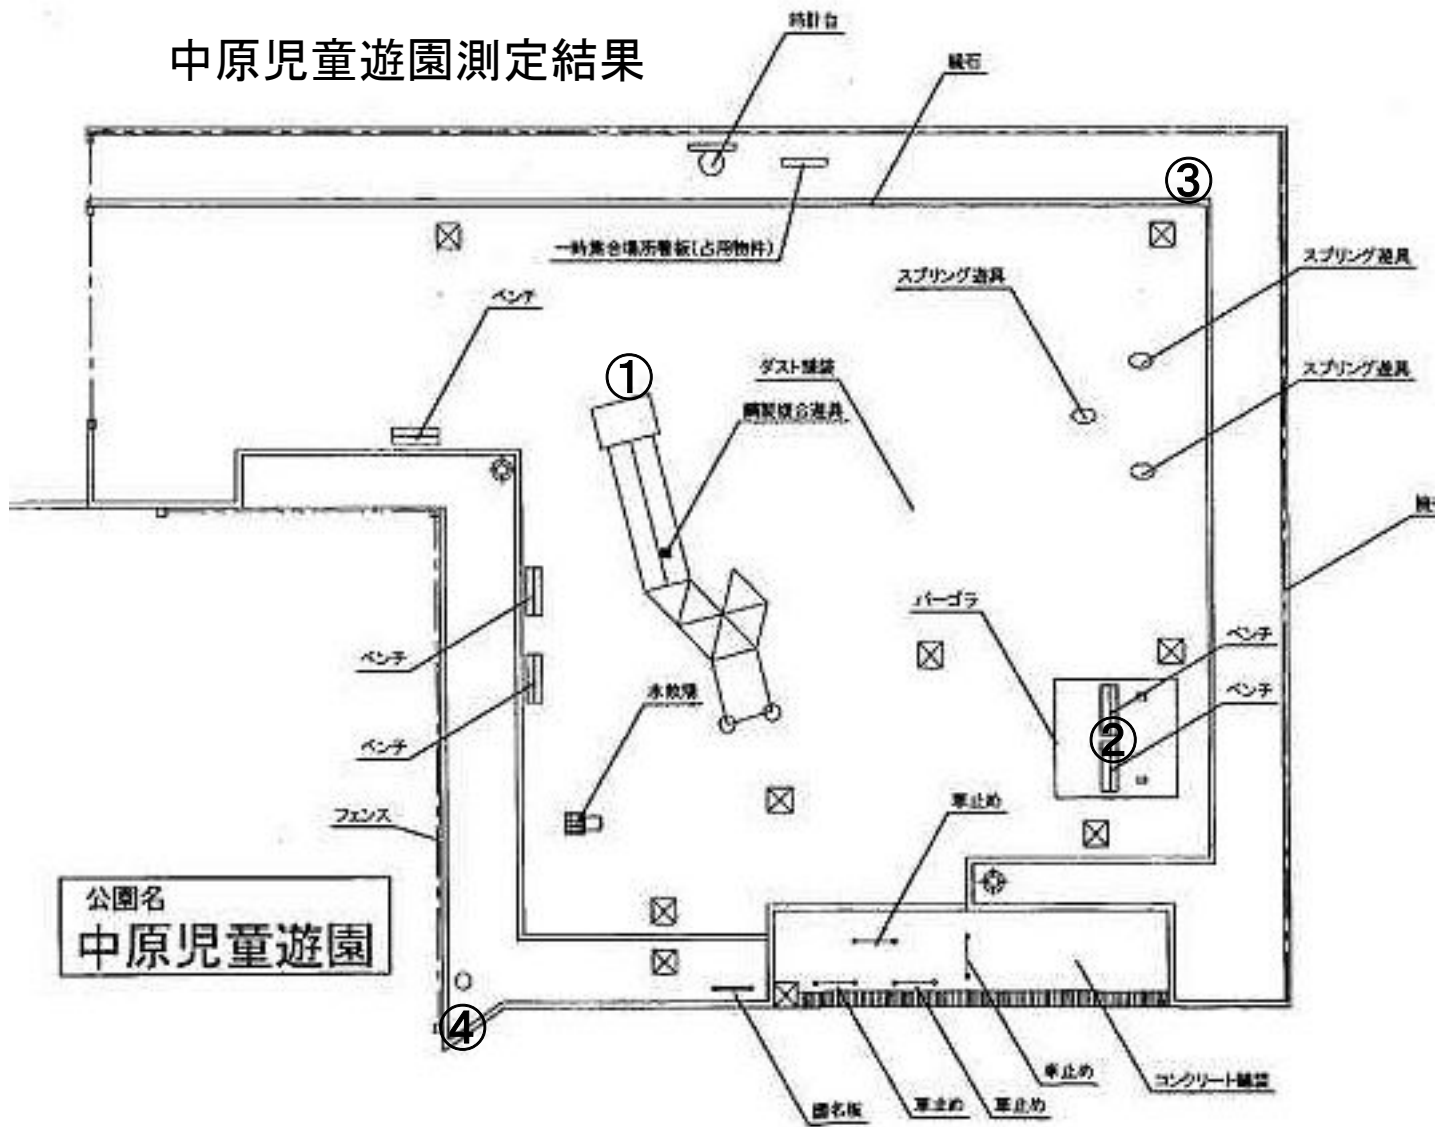 中原児童遊園測定結果
時計台
縁石
③
一時集合場所看板(占用物件)
スプリング遊具
スプリング遊具
ベンチ
①
ダスト舗装
スプリング遊具
鋼製複合遊具
パーゴラ
ベンチ
ベンチ
水飲場
ベンチ
②
ベンチ
車止め
フェンス
公園名
中原児童遊園
④
車止め
コンクリート舗装
園名板
車止め
車止め